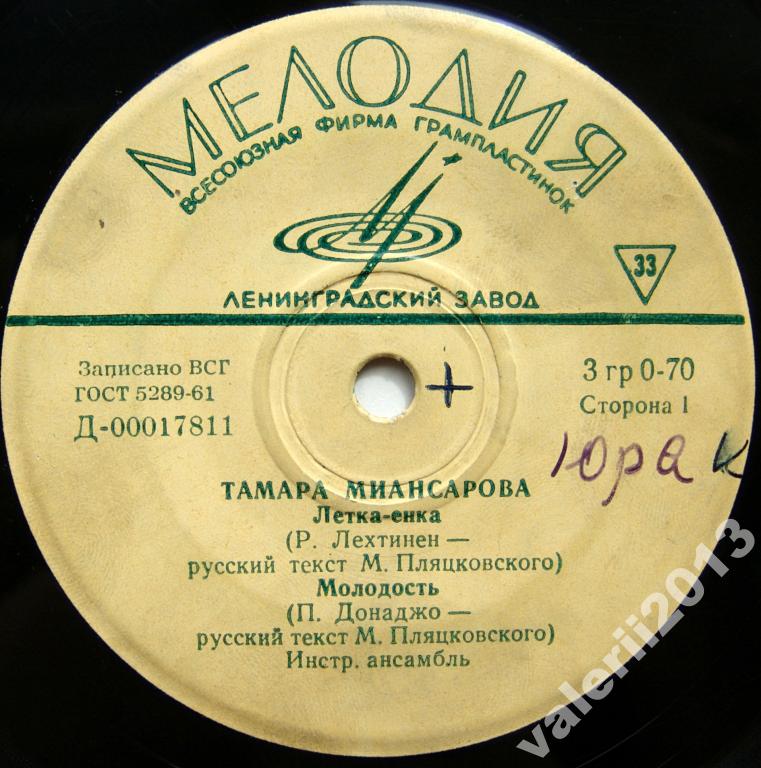 МЕЛОДИЯ
ВСЕСОЮЗНАЯ ФИРМА ГРАМПЛАСТИНОК
33
ЛЕНИНГРАДСКИЙ ЗАВОД
Записано ВСГ
ГОСТ 5289-61
Д-00017811
3 гр 0-70
Сторона 1
Юра к
ТАМАРА МИАНСАРОВА
Летка-енка
(Р. Лехтинен —
русский текст М. Пляцковского)
Молодость
(П. Донаджо —
русский текст М. Пляцковского)
Инстр. ансамбль
valerii2013